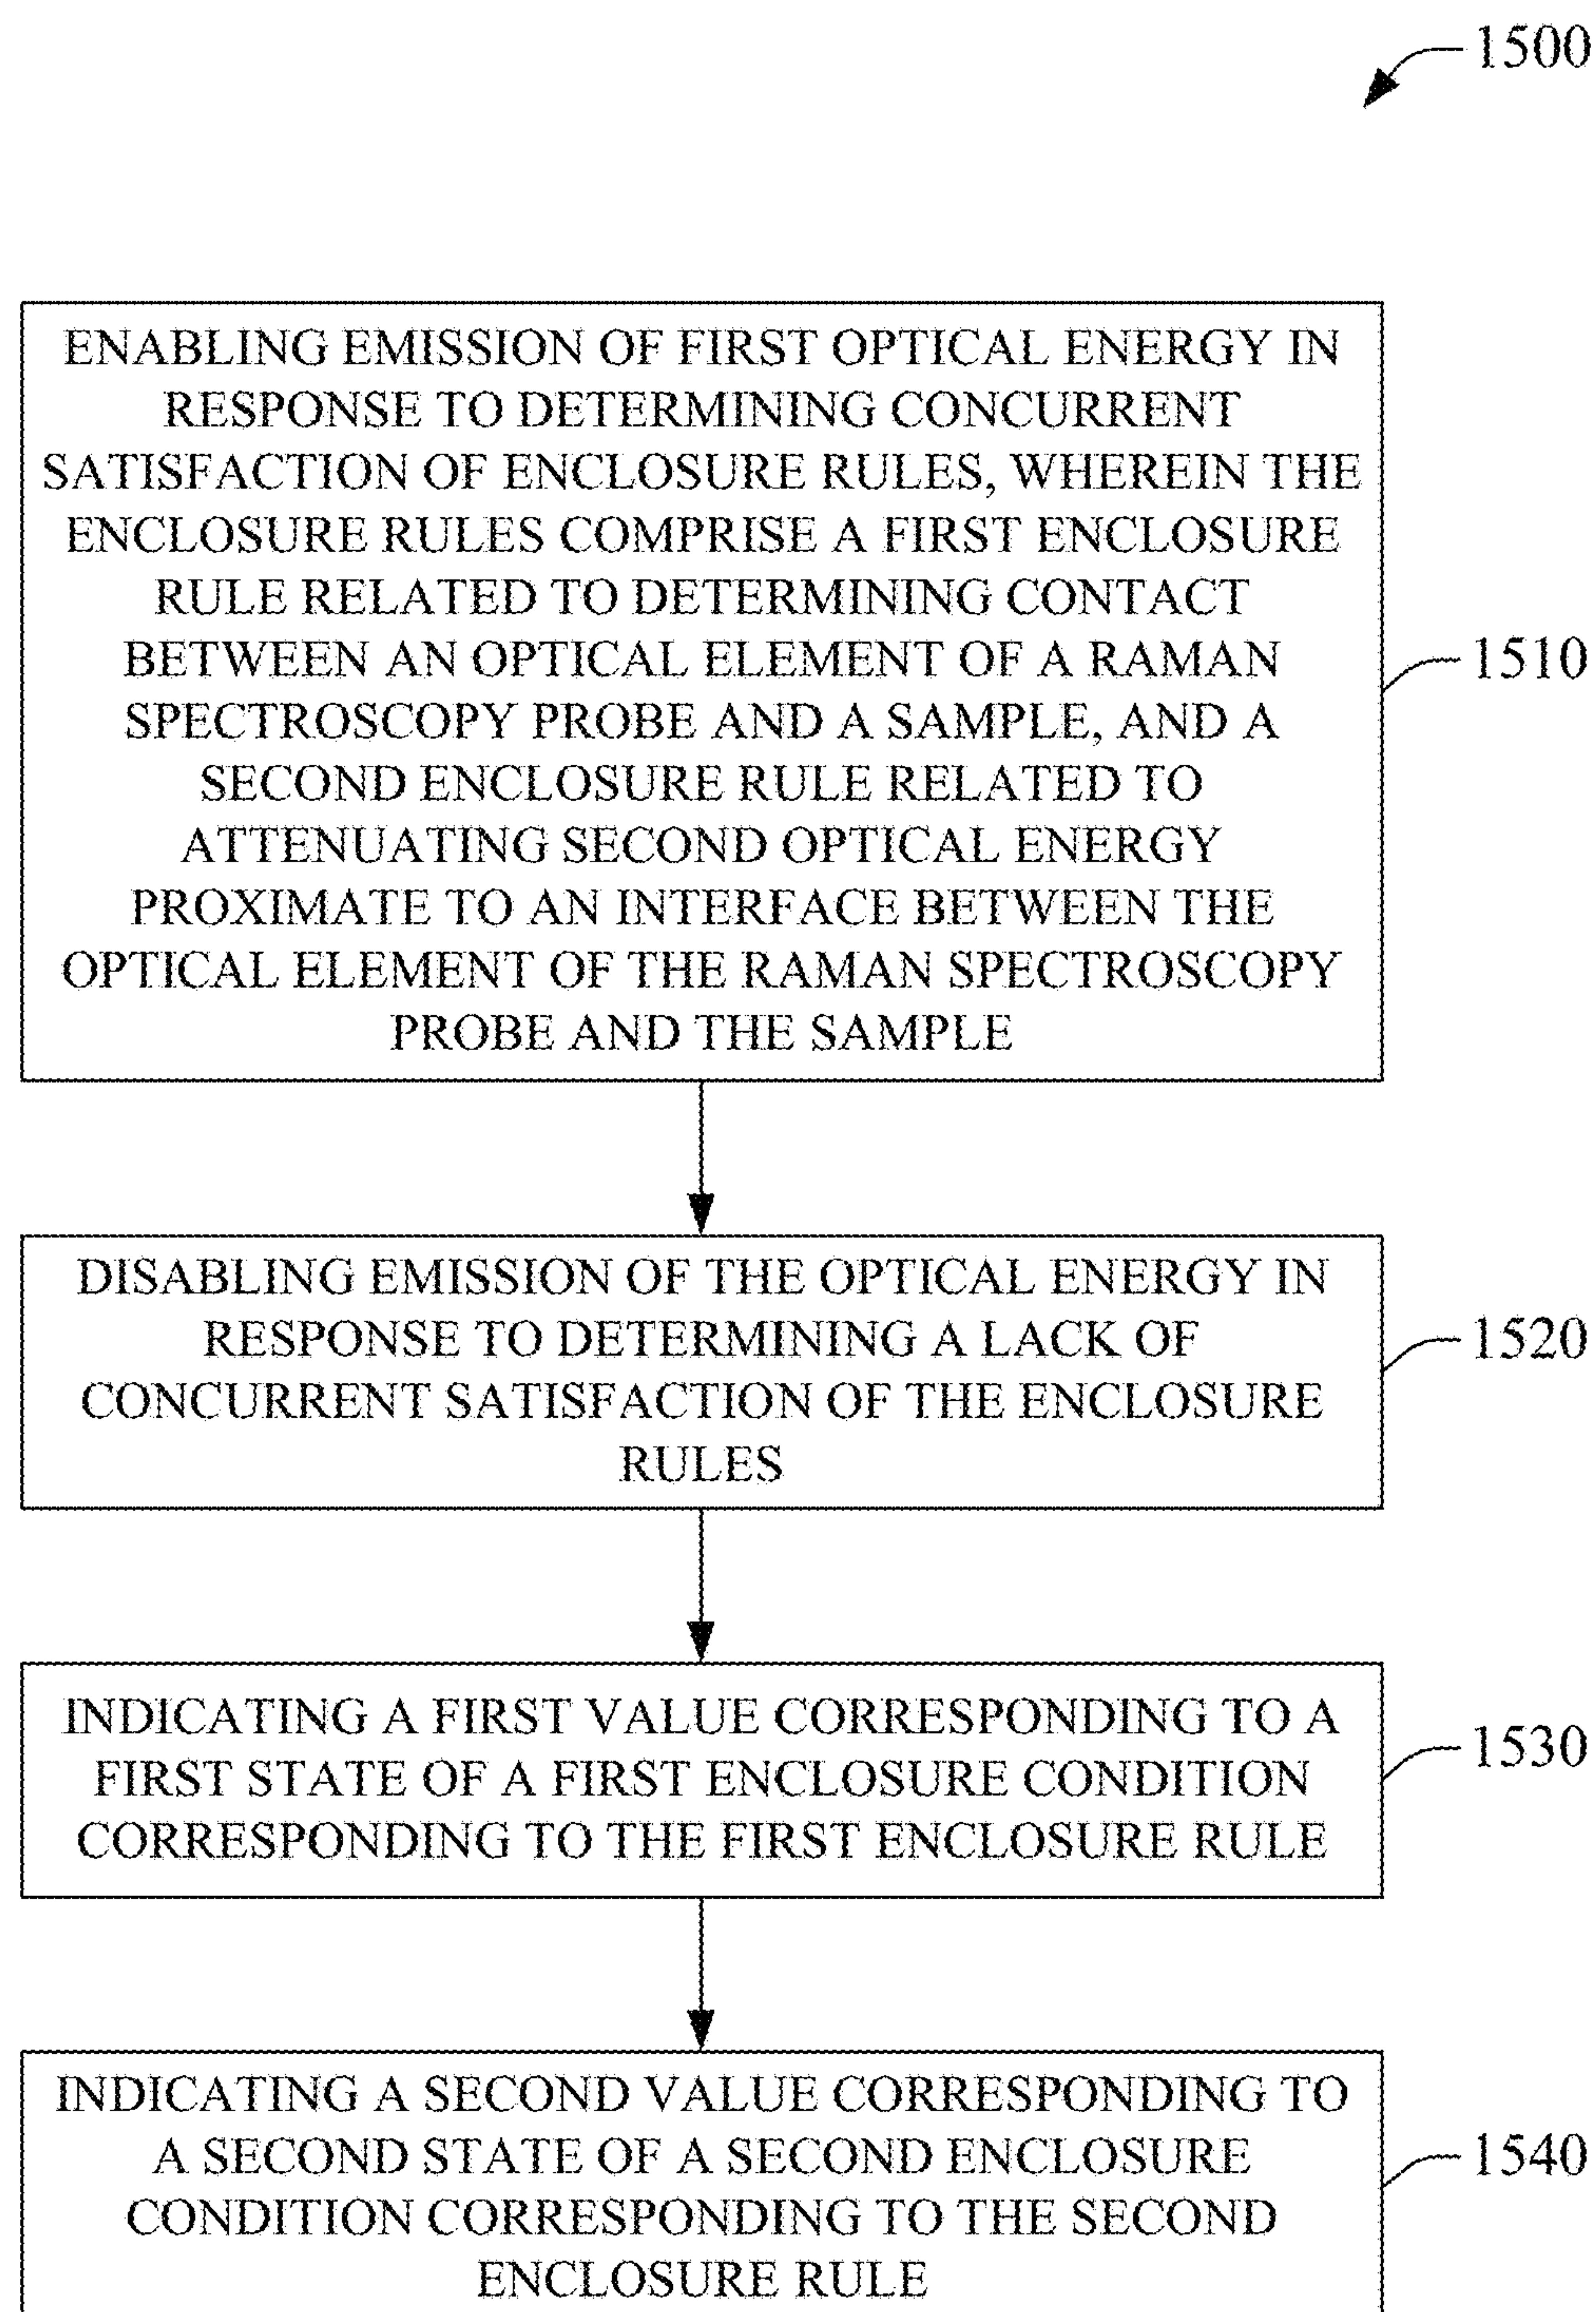 1500
ENABLING EMISSION OF FIRST OPTICAL ENERGY IN
RESPONSE TO DETERMINING CONCURRENT
SATISFACTION OF ENCLOSURE RULES, WHEREIN THE
ENCLOSURE RULES COMPRISE A FIRST ENCLOSURE
RULE RELATED TO DETERMINING CONTACT
BETWEEN AN OPTICAL ELEMENT OF A RAMAN
SPECTROSCOPY PROBE AND A SAMPLE, AND A
SECOND ENCLOSURE RULE RELATED TO
ATTENUATING SECOND OPTICAL ENERGY
PROXIMATE TO AN INTERFACE BETWEEN THE
OPTICAL ELEMENT OF THE RAMAN SPECTROSCOPY
PROBE AND THE SAMPLE
1510
DISABLING EMISSION OF THE OPTICAL ENERGY IN
RESPONSE TO DETERMINING A LACK OF
CONCURRENT SATISFACTION OF THE ENCLOSURE
RULES
1520
INDICATING A FIRST VALUE CORRESPONDING TO A
FIRST STATE OF A FIRST ENCLOSURE CONDITION
CORRESPONDING TO THE FIRST ENCLOSURE RULE
1530
INDICATING A SECOND VALUE CORRESPONDING TO
A SECOND STATE OF A SECOND ENCLOSURE
CONDITION CORRESPONDING TO THE SECOND
ENCLOSURE RULE
1540